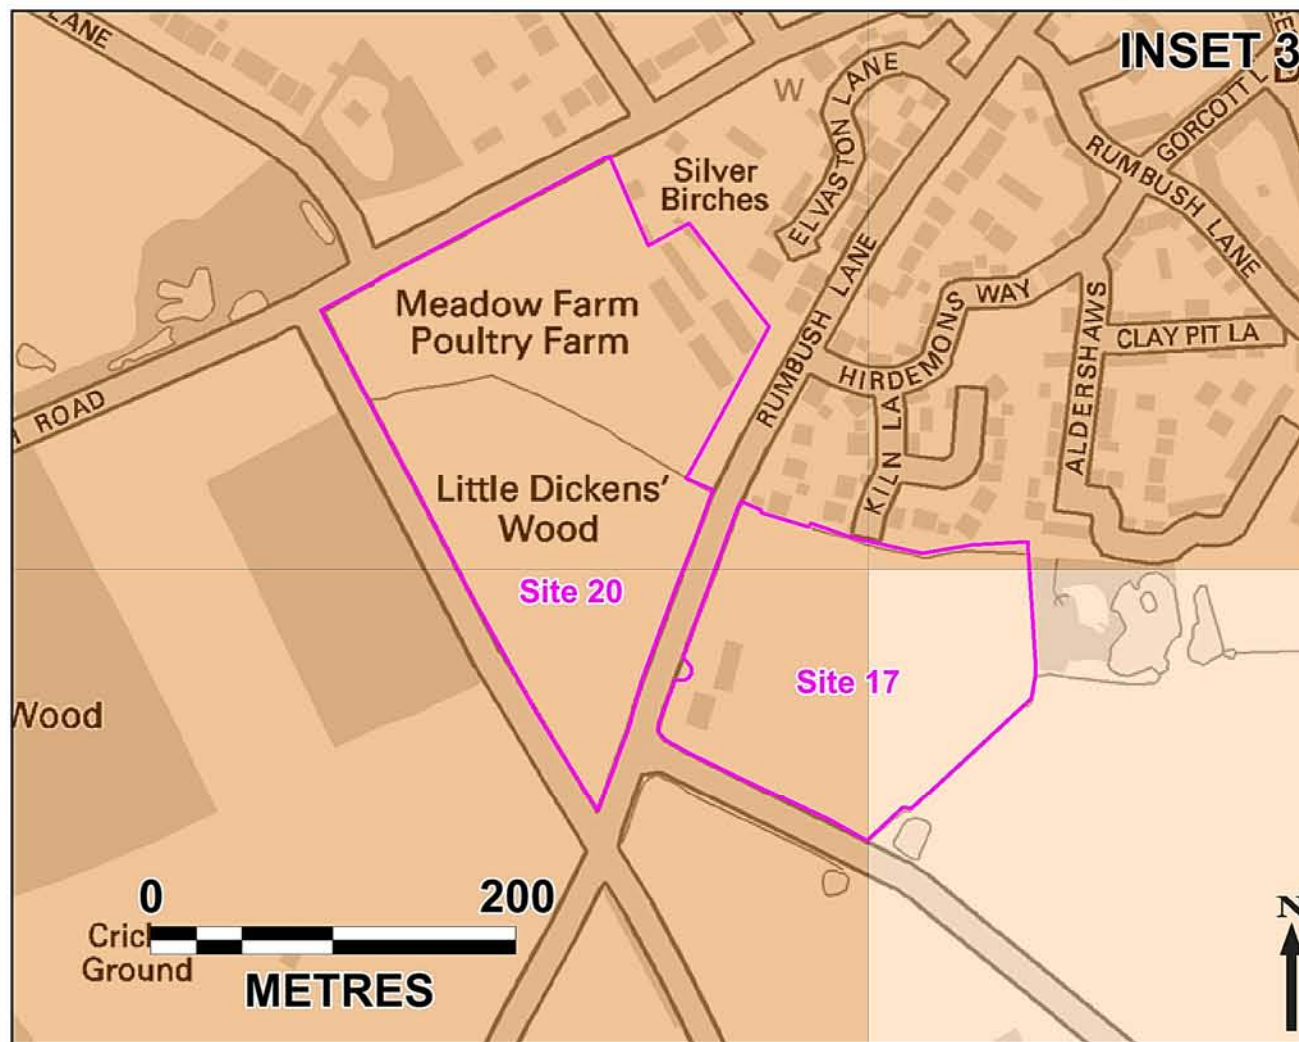 LANE
INSET 3
W
ELVASTON LANE
GORCOTT L
RUMBUSH LANE
Silver
Birches
Meadow Farm
Poultry Farm
RUMBUSH LANE
HIRDEMONS WAY
ALDERSHAWS
CLAY PIT LA
ROAD
KILN LA
Little Dickens'
Wood
Site 20
Site 17
Wood
0 200
Cric
Ground
METRES
N